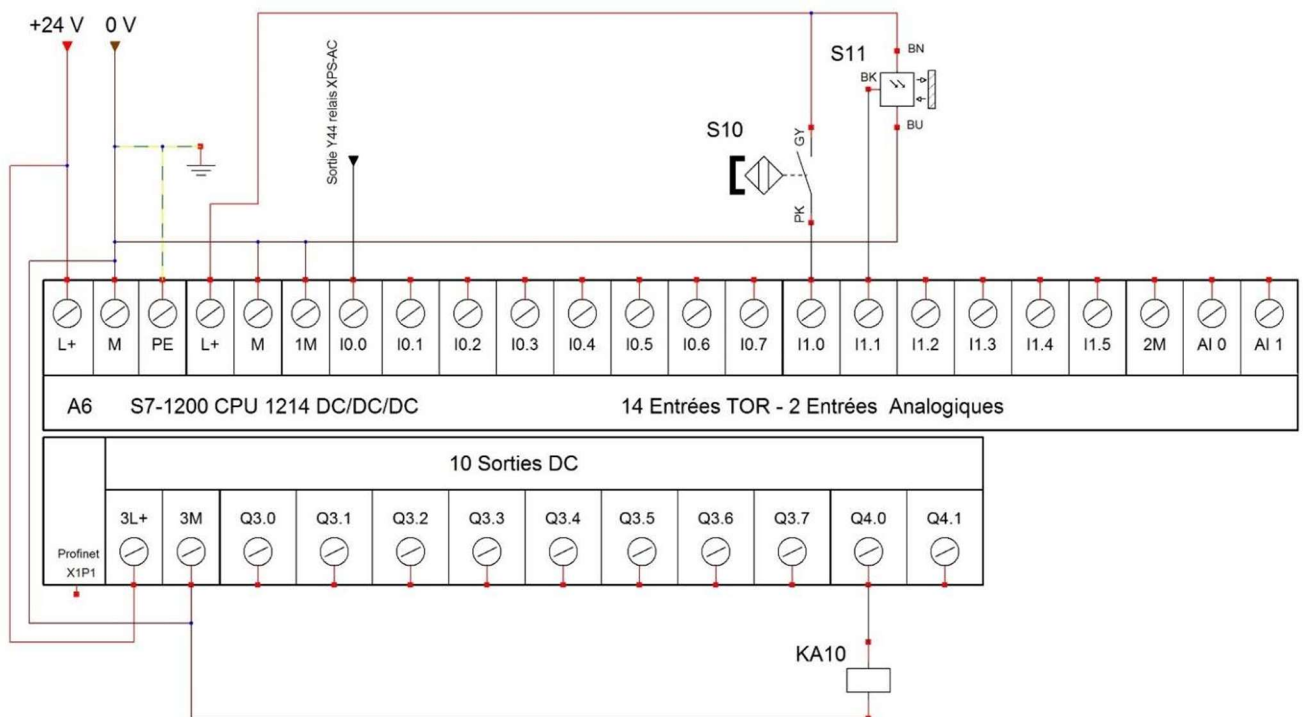 +24 V 0 V
Sortie Y44 relais XPS-AC
S11
BN
BK
BU
S10
GY
PK
L+ M PE L+ M 1M I0.0 I0.1 I0.2 I0.3 I0.4 I0.5 I0.6 I0.7 I1.0 I1.1 I1.2 I1.3 I1.4 I1.5 2M AI 0 AI 1
A6 S7-1200 CPU 1214 DC/DC/DC 14 Entrées TOR - 2 Entrées Analogiques
10 Sorties DC
3L+ 3M Q3.0 Q3.1 Q3.2 Q3.3 Q3.4 Q3.5 Q3.6 Q3.7 Q4.0 Q4.1
Profinet
X1P1
KA10